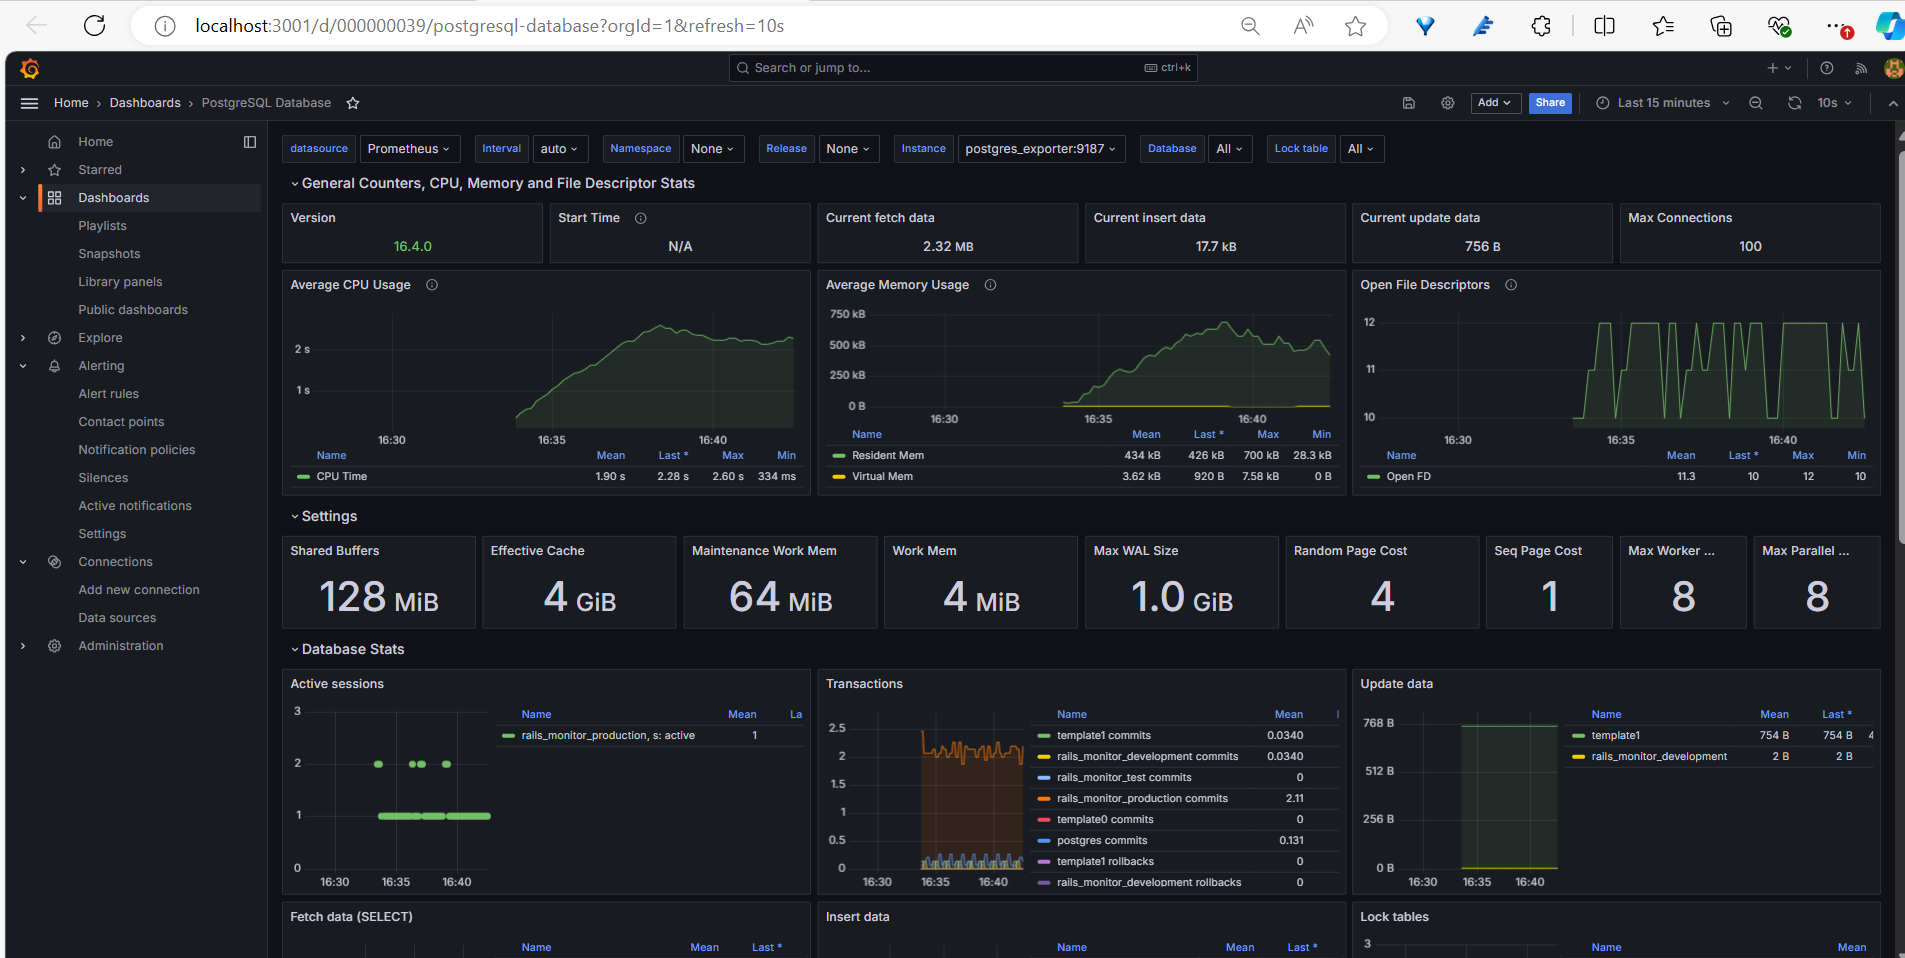 localhost:3001/d/000000039/postgresql-database?orgId=1&refresh=10s
Search or jump to... ctrl+k
Home › Dashboards › PostgreSQL Database
Add Share Last 15 minutes 10s
Home
Starred
Dashboards
Playlists
Snapshots
Library panels
Public dashboards
Explore
Alerting
Alert rules
Contact points
Notification policies
Silences
Active notifications
Settings
Connections
Add new connection
Data sources
Administration
datasource Prometheus Interval auto Namespace None Release None Instance postgres_exporter:9187 Database All Lock table All
General Counters, CPU, Memory and File Descriptor Stats
Version
16.4.0
Start Time
N/A
Current fetch data
2.32 MB
Current insert data
17.7 kB
Current update data
756 B
Max Connections
100
Average CPU Usage
2 s
1 s
16:30 16:35 16:40
Name Mean Last * Max Min
CPU Time 1.90 s 2.28 s 2.60 s 334 ms
Average Memory Usage
750 kB
500 kB
250 kB
0 B
16:30 16:35 16:40
Name Mean Last * Max Min
Resident Mem 434 kB 426 kB 700 kB 28.3 kB
Virtual Mem 3.62 kB 920 B 7.58 kB 0 B
Open File Descriptors
12
11
10
16:30 16:35 16:40
Name Mean Last * Max Min
Open FD 11.3 10 12 10
Settings
Shared Buffers
128 MiB
Effective Cache
4 GiB
Maintenance Work Mem
64 MiB
Work Mem
4 MiB
Max WAL Size
1.0 GiB
Random Page Cost
4
Seq Page Cost
1
Max Worker ...
8
Max Parallel ...
8
Database Stats
Active sessions
3
2
1
0
16:30 16:35 16:40
Name Mean La
rails_monitor_production, s: active 1
Transactions
2.5
2
1.5
1
0.5
0
16:30 16:35 16:40
Name Mean
template1 commits 0.0340
rails_monitor_development commits 0.0340
rails_monitor_test commits 0
rails_monitor_production commits 2.11
template0 commits 0
postgres commits 0.131
template1 rollbacks 0
rails_monitor_development rollbacks 0
Update data
768 B
512 B
256 B
0 B
16:30 16:35 16:40
Name Mean Last *
template1 754 B 754 B 4
rails_monitor_development 2 B 2 B
Fetch data (SELECT)
Name Mean Last *
Insert data
Name Mean Last *
Lock tables
3
Name Mean